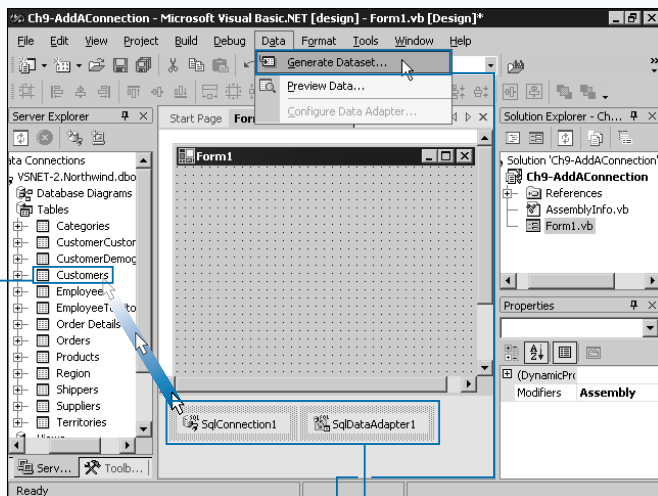 Ch9-AddAConnection - Microsoft Visual Basic.NET [design] - Form1.vb [Design]*
File Edit View Project Build Debug Data Format Tools Window Help
Generate Dataset...
Preview Data...
Configure Data Adapter...
Server Explorer
Start Page
Solution Explorer - Ch...
ata Connections
VSNET-2.Northwind.dbo
Database Diagrams
Tables
Categories
CustomerCustor
CustomerDemog
Customers
Employee
Order Details
Orders
Products
Region
Shippers
Suppliers
Territories
Serv... Toolb...
Form1
SqlConnection1 SqlDataAdapter1
Solution 'Ch9-AddAConnection'
Ch9-AddAConnection
References
AssemblyInfo.vb
Form1.vb
Properties
(DynamicPr
Modifiers Assembly
Ready